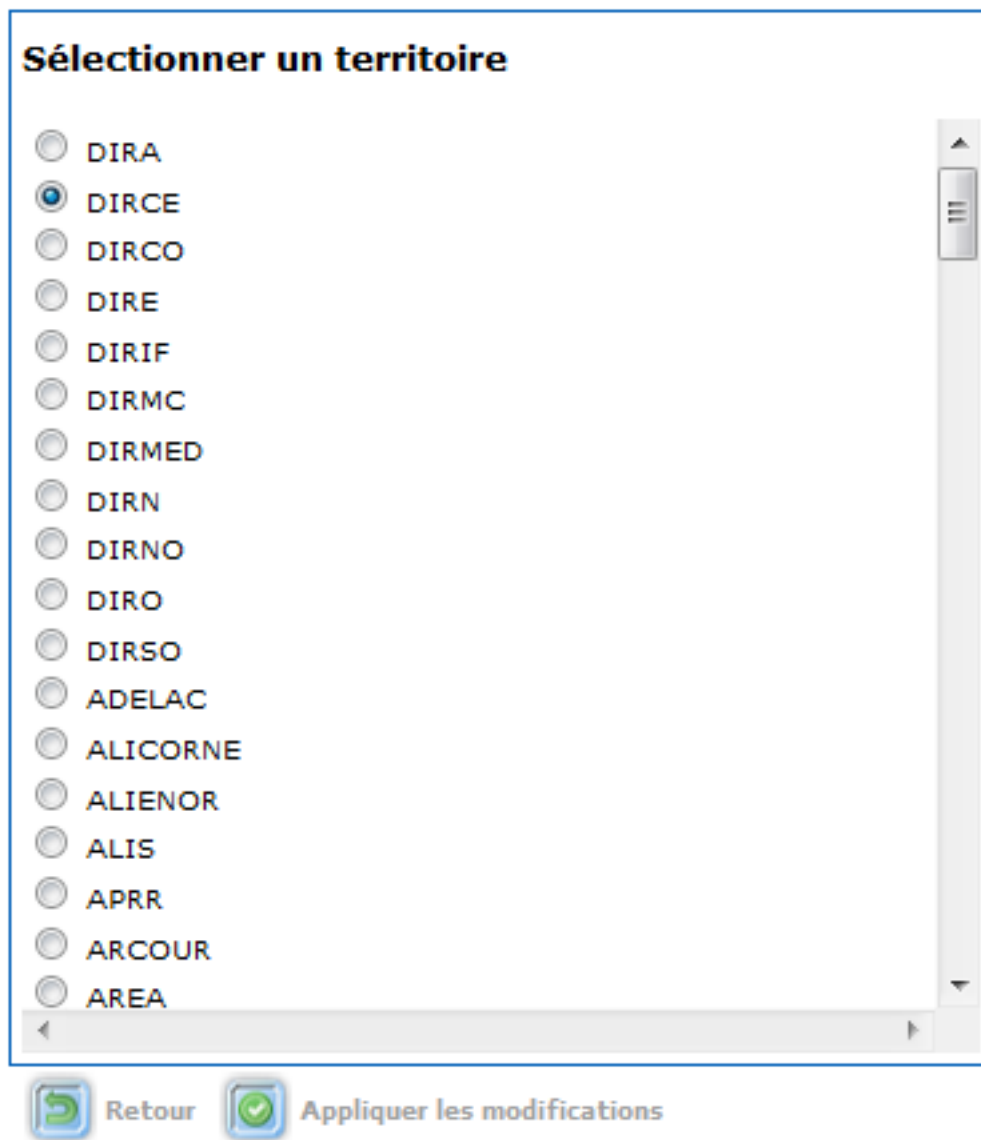 Sélectionner un territoire
DIRA
DIRCE
DIRCO
DIRE
DIRIF
DIRMC
DIRMED
DIRN
DIRNO
DIRO
DIRSO
ADELAC
ALICORNE
ALIENOR
ALIS
APRR
ARCOUR
AREA
Retour Appliquer les modifications